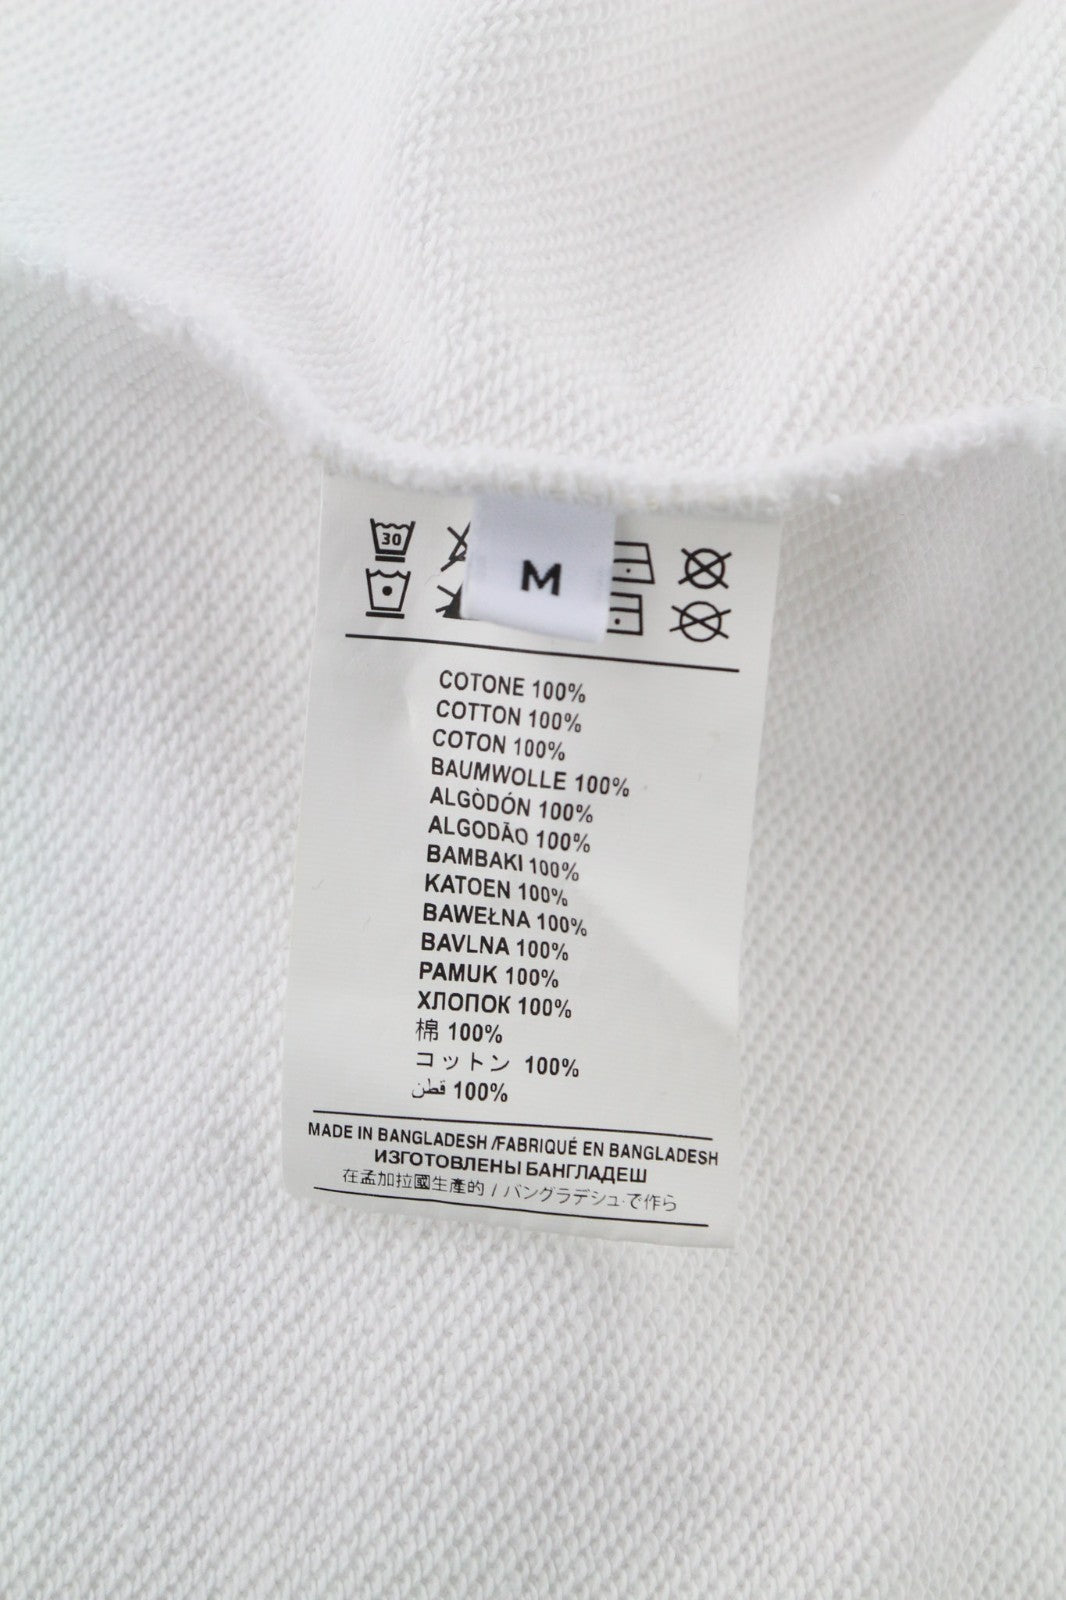 30
M
COTONE 100%
COTTON 100%
COTON 100%
BAUMWOLLE 100%
ALGÒDÓN 100%
ALGODÃO 100%
BAMBAKI 100%
KATOEN 100%
BAWEŁNA 100%
BAVLNA 100%
PAMUK 100%
ХЛОПОК 100%
棉 100%
コットン 100%
قطن 100%
MADE IN BANGLADESH /FABRIQUÉ EN BANGLADESH
ИЗГОТОВЛЕНЫ БАНГЛАДЕШ
在孟加拉國生產的 / バングラデシュで作ら